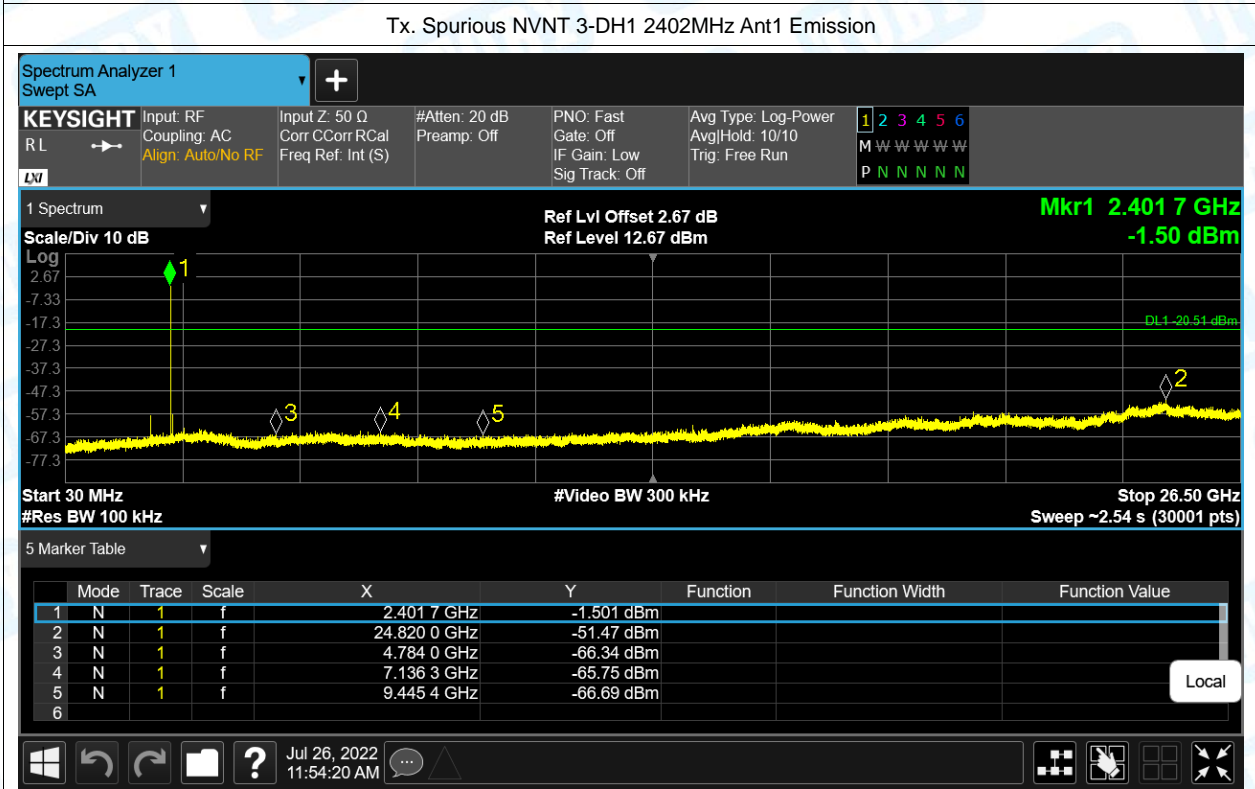 Tx. Spurious NVNT 3-DH1 2402MHz Ant1 Emission
Spectrum Analyzer 1
Swept SA
KEYSIGHT
R L
LXI
Input: RF
Coupling: AC
Align: Auto/No RF
Input Z: 50 Ω
Corr CCorr RCal
Freq Ref: Int (S)
#Atten: 20 dB
Preamp: Off
PNO: Fast
Gate: Off
IF Gain: Low
Sig Track: Off
Avg Type: Log-Power
Avg|Hold: 10/10
Trig: Free Run
1 2 3 4 5 6
M W W W W W
P N N N N N
1 Spectrum
Scale/Div 10 dB
Ref Lvl Offset 2.67 dB
Ref Level 12.67 dBm
Mkr1 2.401 7 GHz
-1.50 dBm
Log
2.67
-7.33
-17.3
-27.3
-37.3
-47.3
-57.3
-67.3
-77.3
1
DL1 -20.51 dBm
2
3
4
5
Start 30 MHz
#Res BW 100 kHz
#Video BW 300 kHz
Stop 26.50 GHz
Sweep ~2.54 s (30001 pts)
5 Marker Table
Mode Trace Scale X Y Function Function Width Function Value
1 N 1 f 2.401 7 GHz -1.501 dBm
2 N 1 f 24.820 0 GHz -51.47 dBm
3 N 1 f 4.784 0 GHz -66.34 dBm
4 N 1 f 7.136 3 GHz -65.75 dBm
5 N 1 f 9.445 4 GHz -66.69 dBm
6
Local
?
Jul 26, 2022
11:54:20 AM